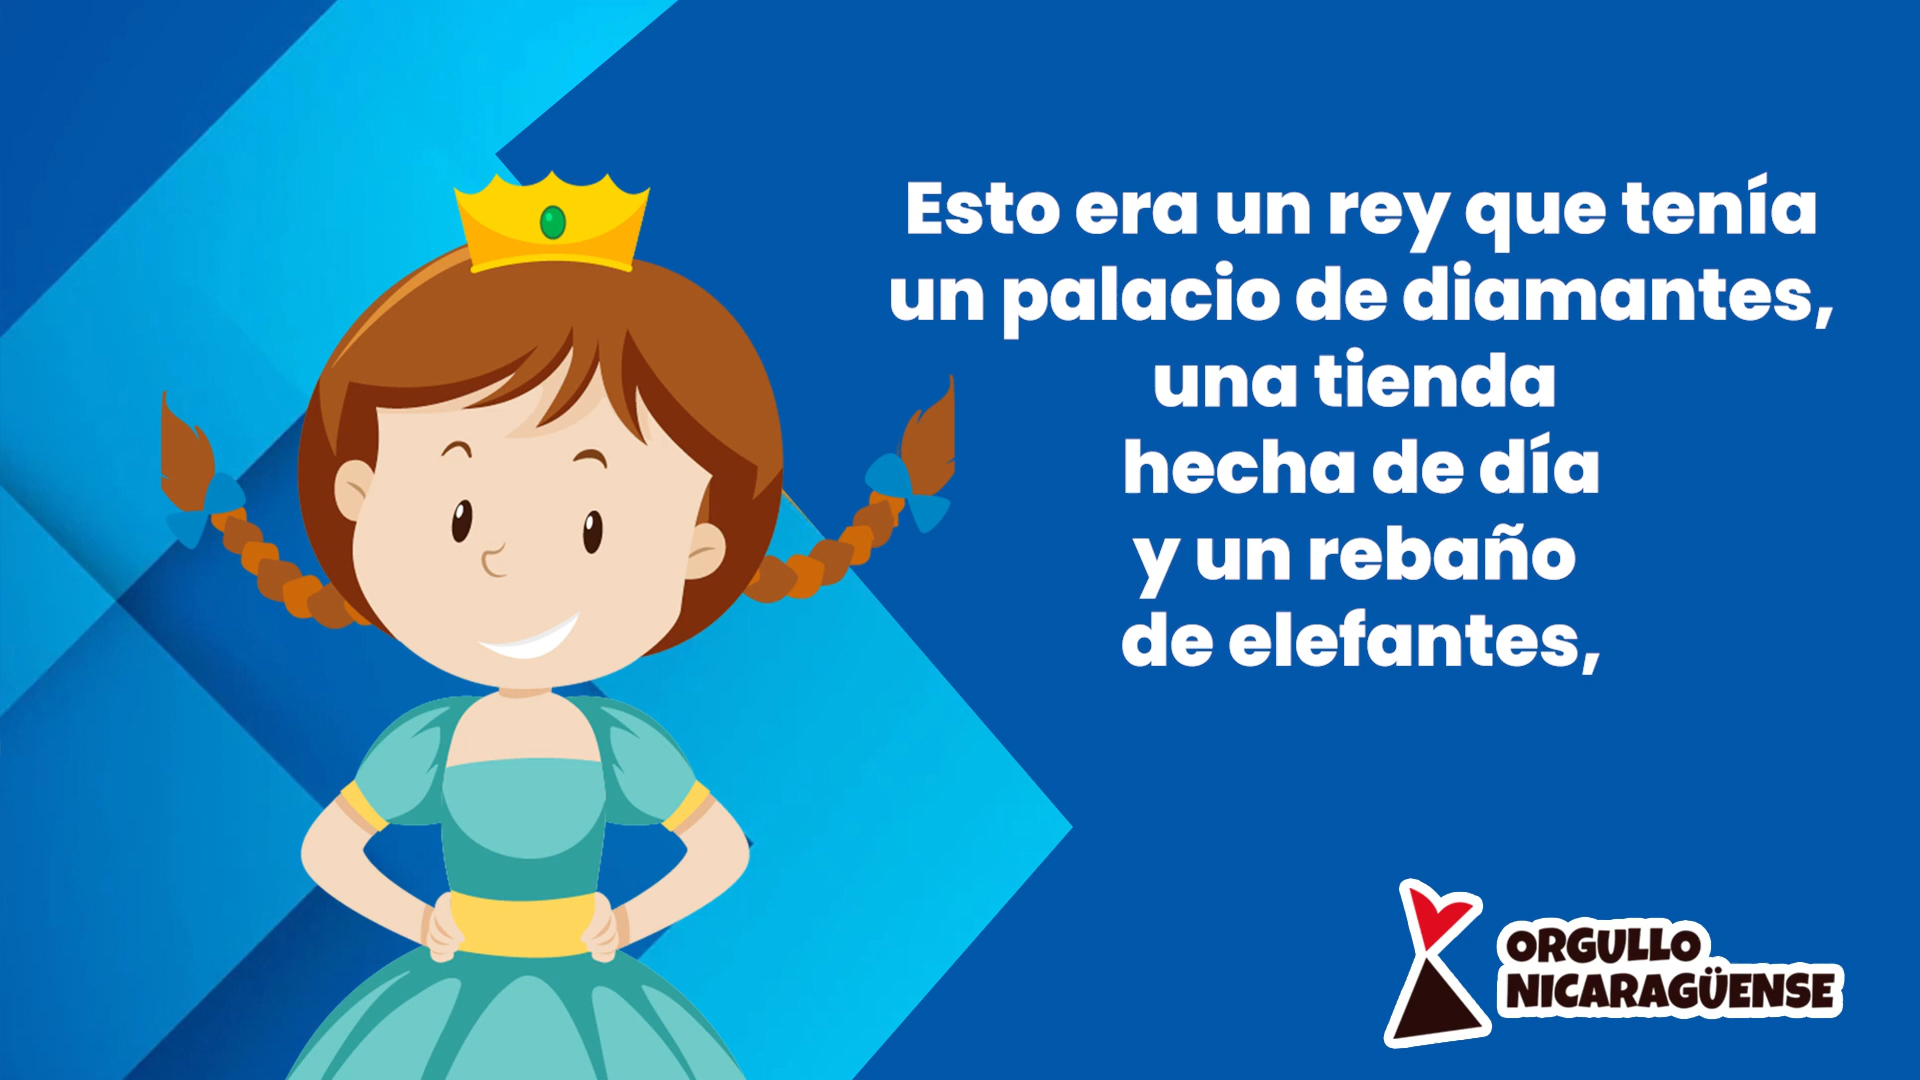 Esto era un rey que tenía
un palacio de diamantes,
una tienda
hecha de día
y un rebaño
de elefantes,
ORGULLO
NICARAGÜENSE